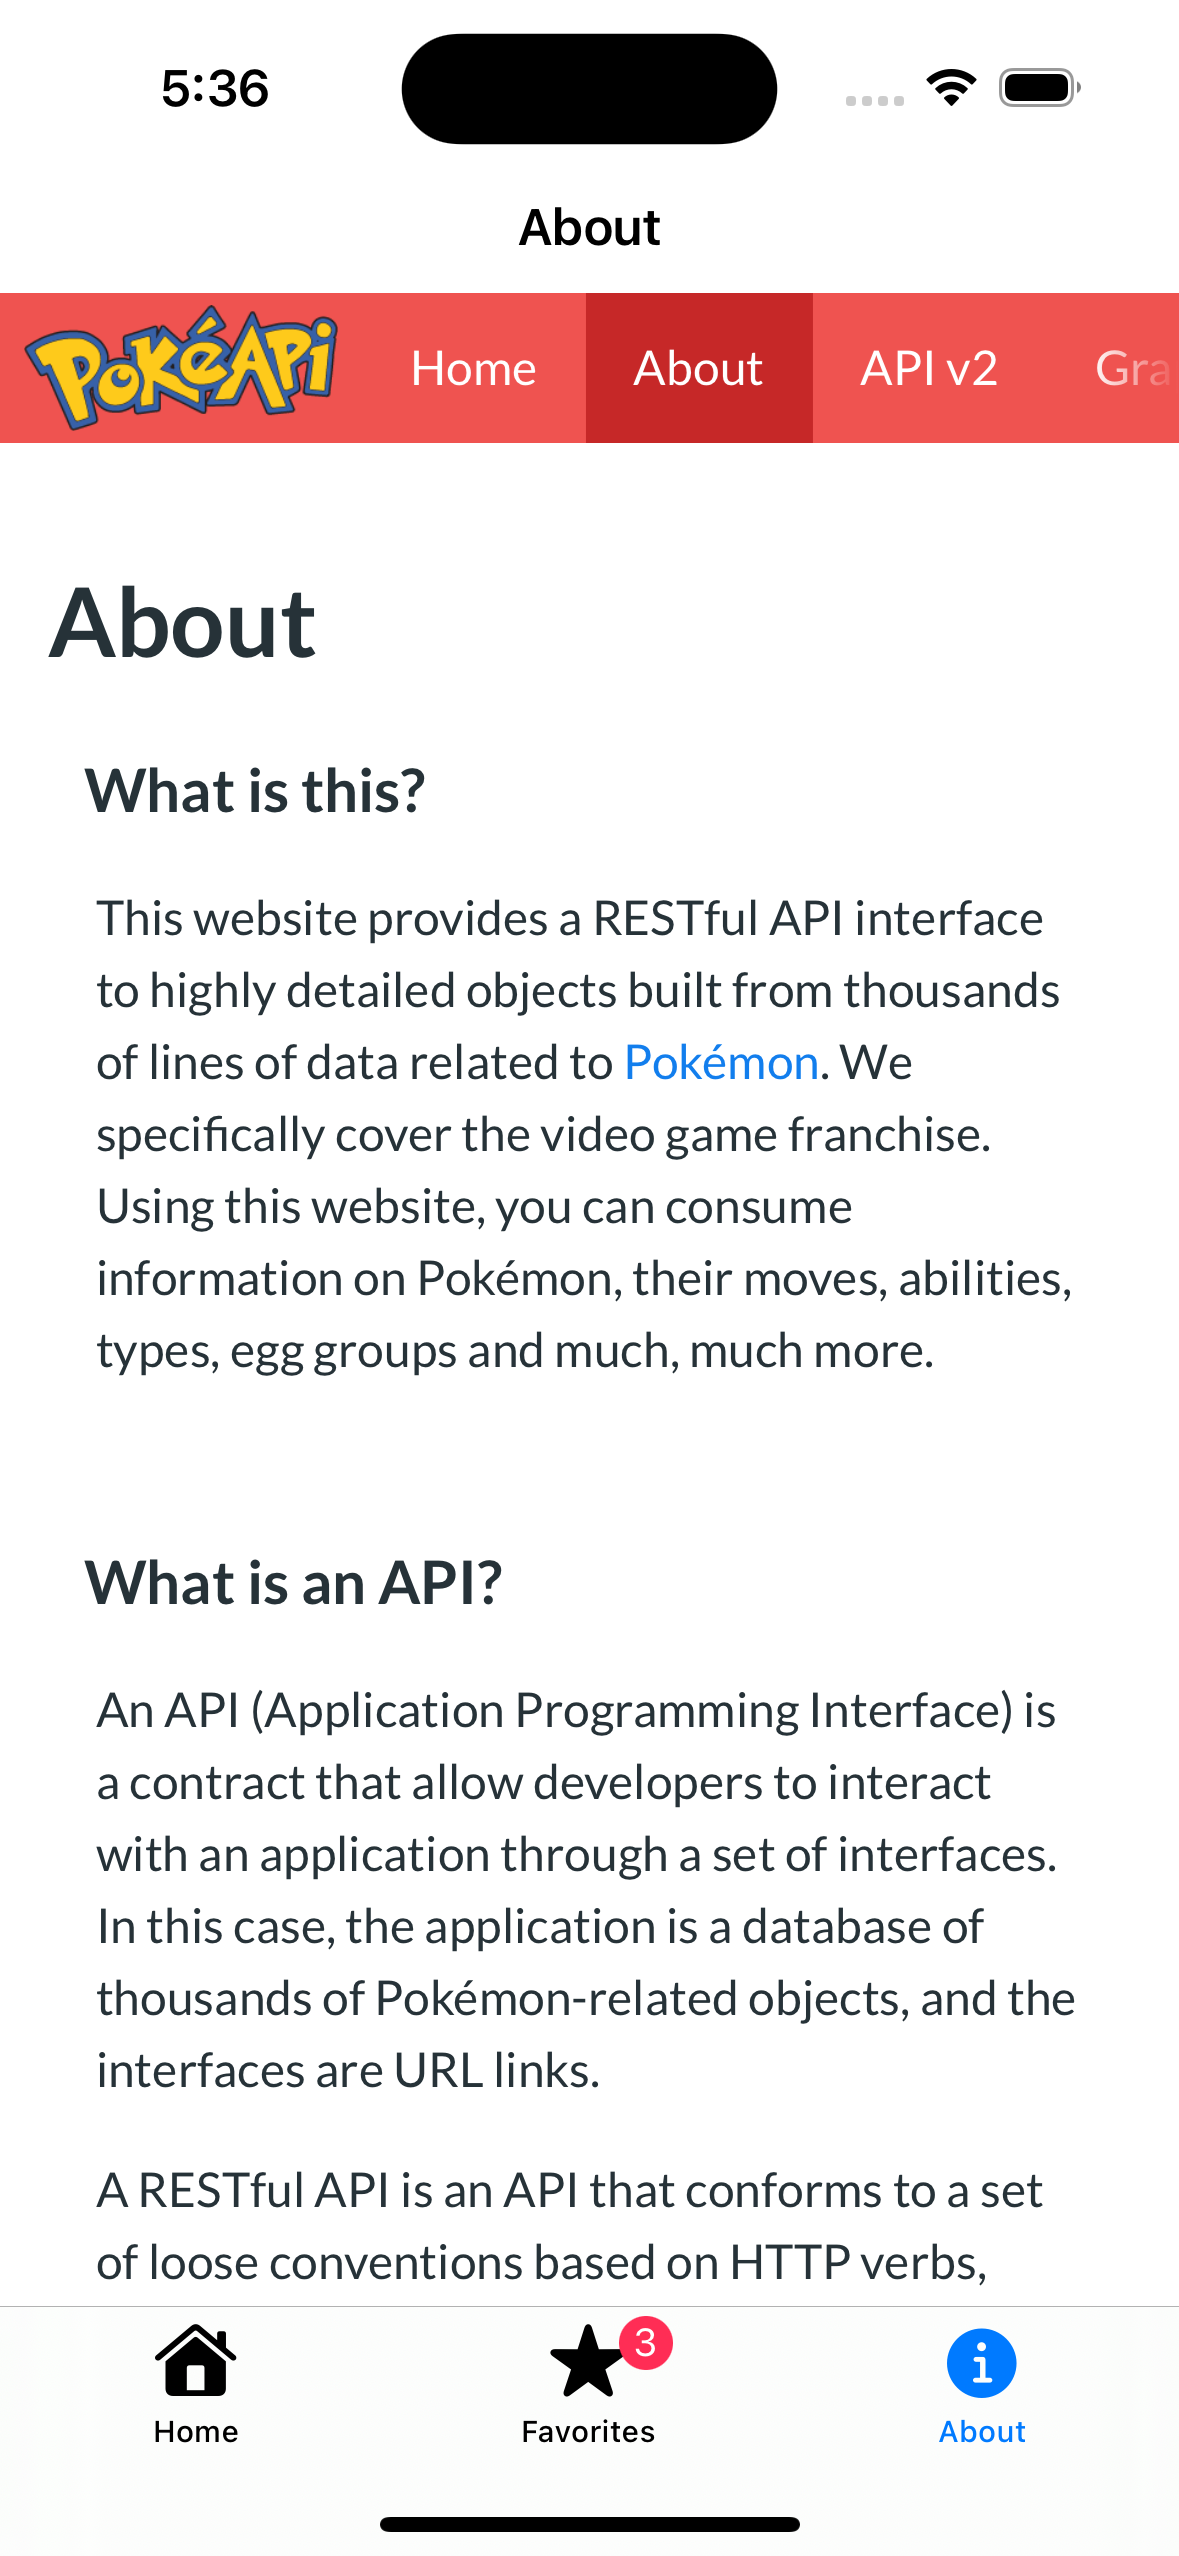 5:36
About
PokéAPI
Home
About
API v2
Gra
About
What is this?
This website provides a RESTful API interface
to highly detailed objects built from thousands
of lines of data related to Pokémon. We
specifically cover the video game franchise.
Using this website, you can consume
information on Pokémon, their moves, abilities,
types, egg groups and much, much more.
What is an API?
An API (Application Programming Interface) is
a contract that allow developers to interact
with an application through a set of interfaces.
In this case, the application is a database of
thousands of Pokémon-related objects, and the
interfaces are URL links.
A RESTful API is an API that conforms to a set
of loose conventions based on HTTP verbs,
3
Home
Favorites
About